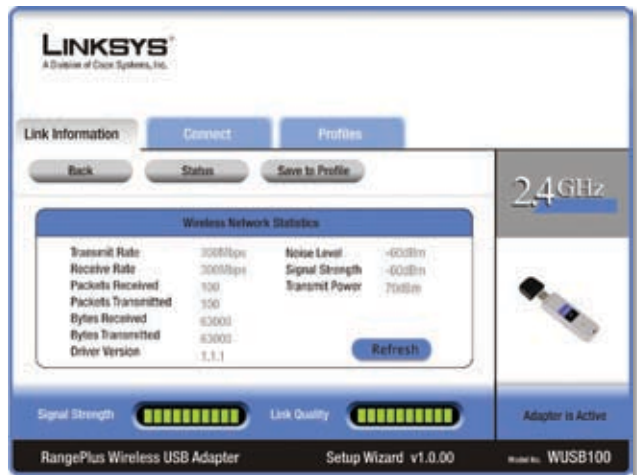 LINKSYS®
A Division of Cisco Systems, Inc.
Link Information
Connect
Profiles
Back
Status
Save to Profile
2.4GHz
Wireless Network Statistics
Transmit Rate 300Mbps
Receive Rate 300Mbps
Packets Received 100
Packets Transmitted 100
Bytes Received 63000
Bytes Transmitted 63000
Driver Version 1.1.1
Noise Level -60dBm
Signal Strength -60dBm
Transmit Power 70dBm
Refresh
Signal Strength
Link Quality
Adapter is Active
RangePlus Wireless USB Adapter
Setup Wizard v1.0.00
Model No. WUSB100